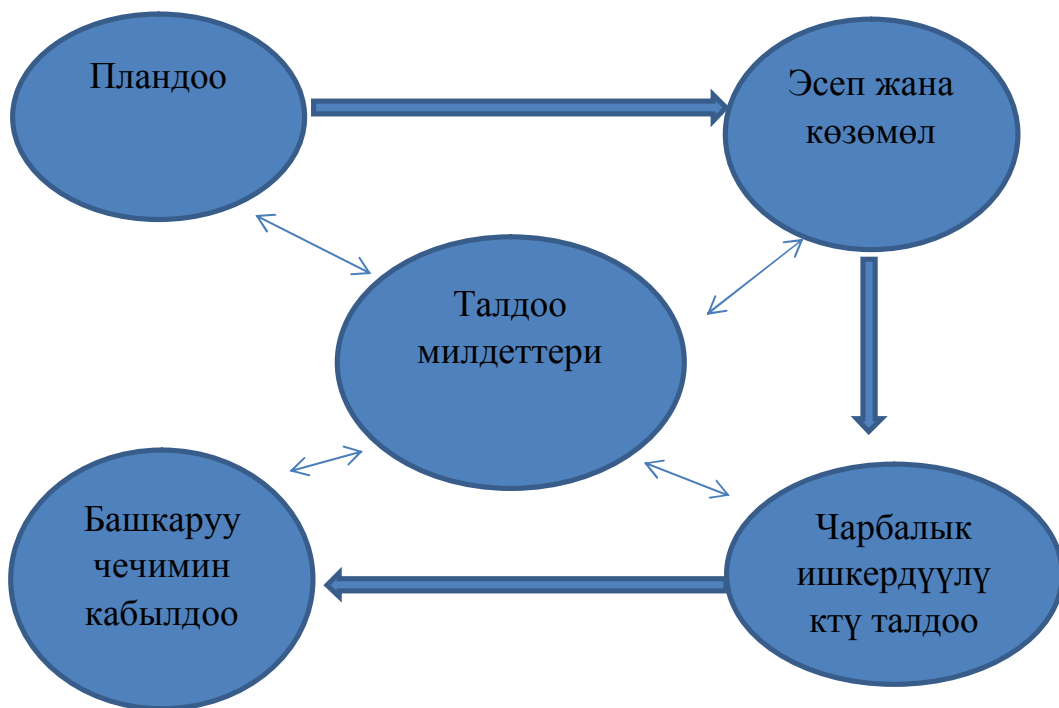 Пландоо
Эсеп жана
көзөмөл
Талдоо
милдеттери
Башкаруу
чечимин
кабылдоо
Чарбалык
ишкердүүлү
ктү талдоо